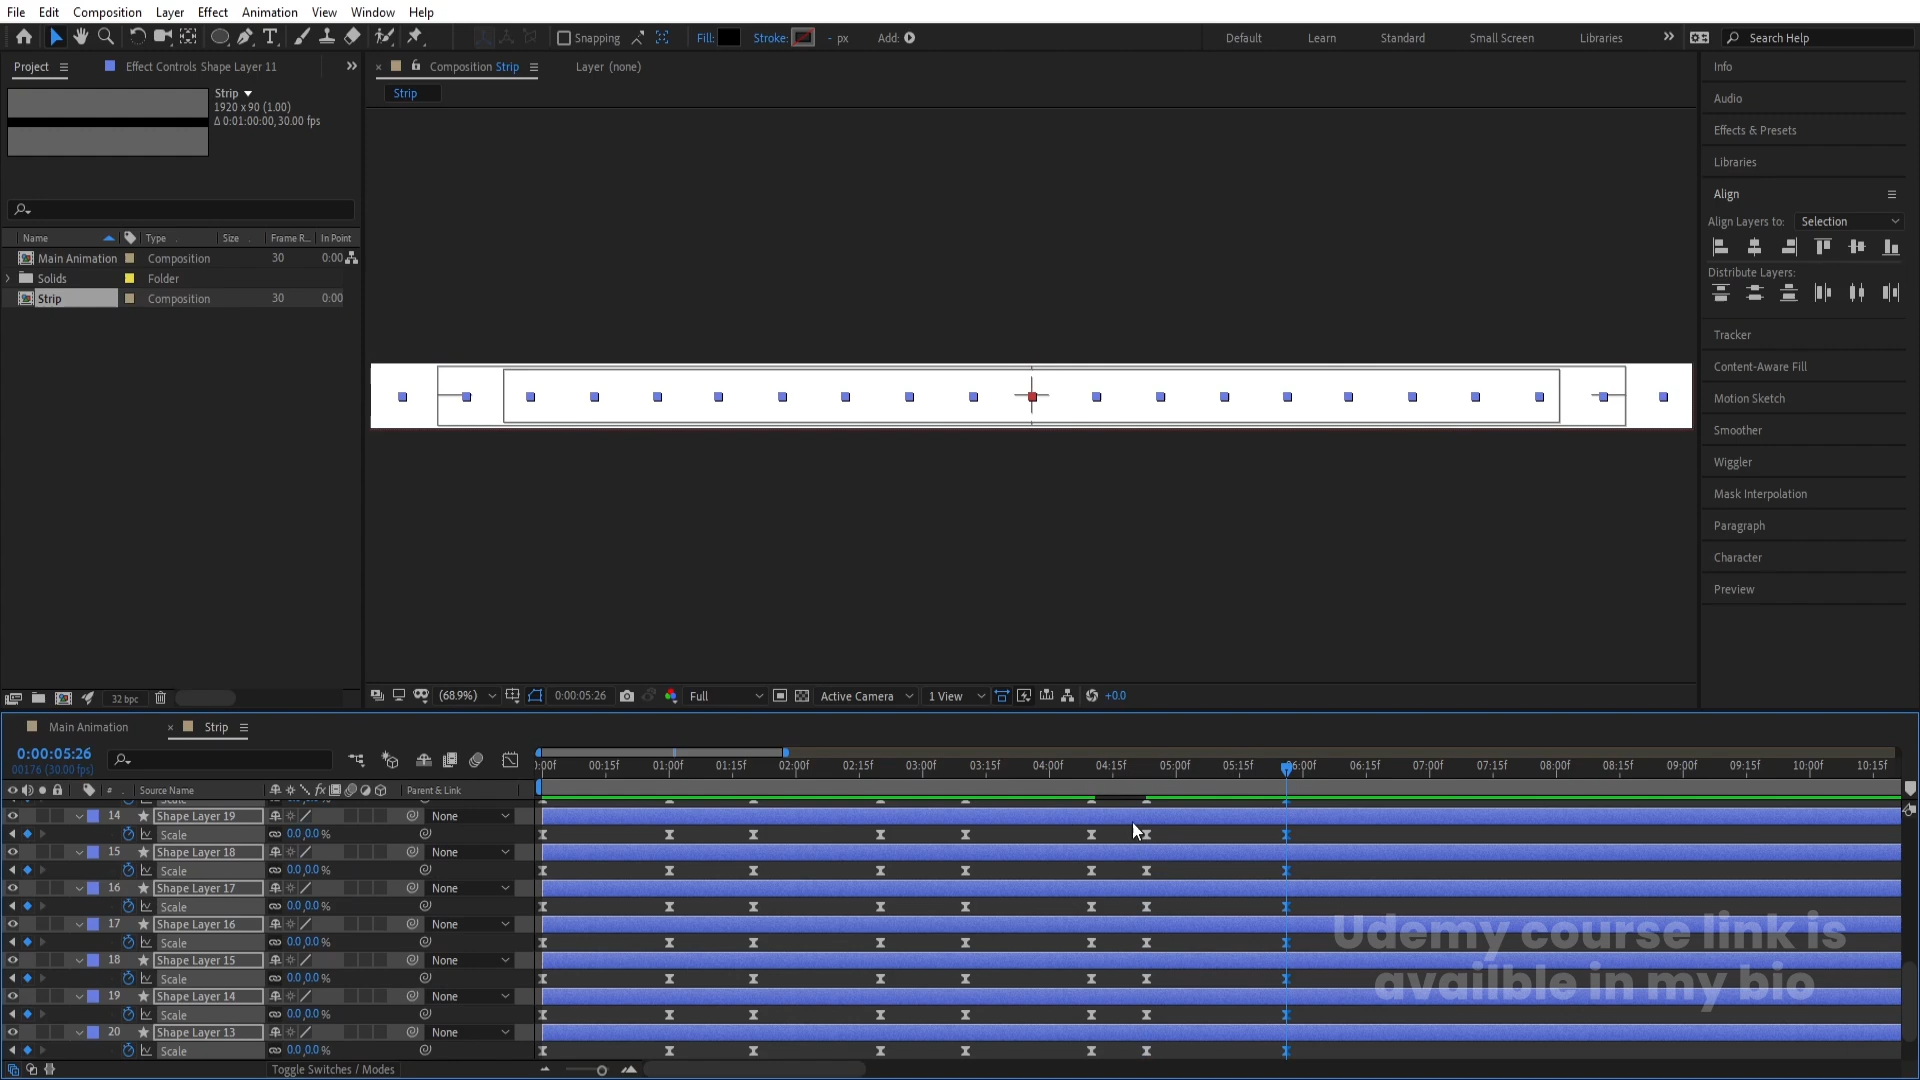 File Edit Composition Layer Effect Animation View Window Help
Snapping Fill: Stroke: - px Add: Default Learn Standard Small Screen Libraries Search Help
Project Effect Controls Shape Layer 11 Composition Strip Layer (none)
Strip
Strip
1920 x 90 (1.00)
Δ 0:01:00:00, 30.00 fps
Name Type Size Frame R... In Point
Main Animation Composition 30 0:00
Solids Folder
Strip Composition 30 0:00
Info
Audio
Effects & Presets
Libraries
Align
Align Layers to: Selection
Distribute Layers:
Tracker
Content-Aware Fill
Motion Sketch
Smoother
Wiggler
Mask Interpolation
Paragraph
Character
Preview
32 bpc (68.9%) 0:00:05:26 Full Active Camera 1 View +0.0
Main Animation Strip
0:00:05:26
00176 (30.00 fps)
:00f 00:15f 01:00f 01:15f 02:00f 02:15f 03:00f 03:15f 04:00f 04:15f 05:00f 05:15f 06:00f 06:15f 07:00f 07:15f 08:00f 08:15f 09:00f 09:15f 10:00f 10:15f
# Source Name Parent & Link
14 Shape Layer 19 None
Scale 0.0,0.0 %
15 Shape Layer 18 None
Scale 0.0,0.0 %
16 Shape Layer 17 None
Scale 0.0,0.0 %
17 Shape Layer 16 None
Scale 0.0,0.0 %
18 Shape Layer 15 None
Scale 0.0,0.0 %
19 Shape Layer 14 None
Scale 0.0,0.0 %
20 Shape Layer 13 None
Scale 0.0,0.0 %
Toggle Switches / Modes
Udemy course link is
availble in my bio